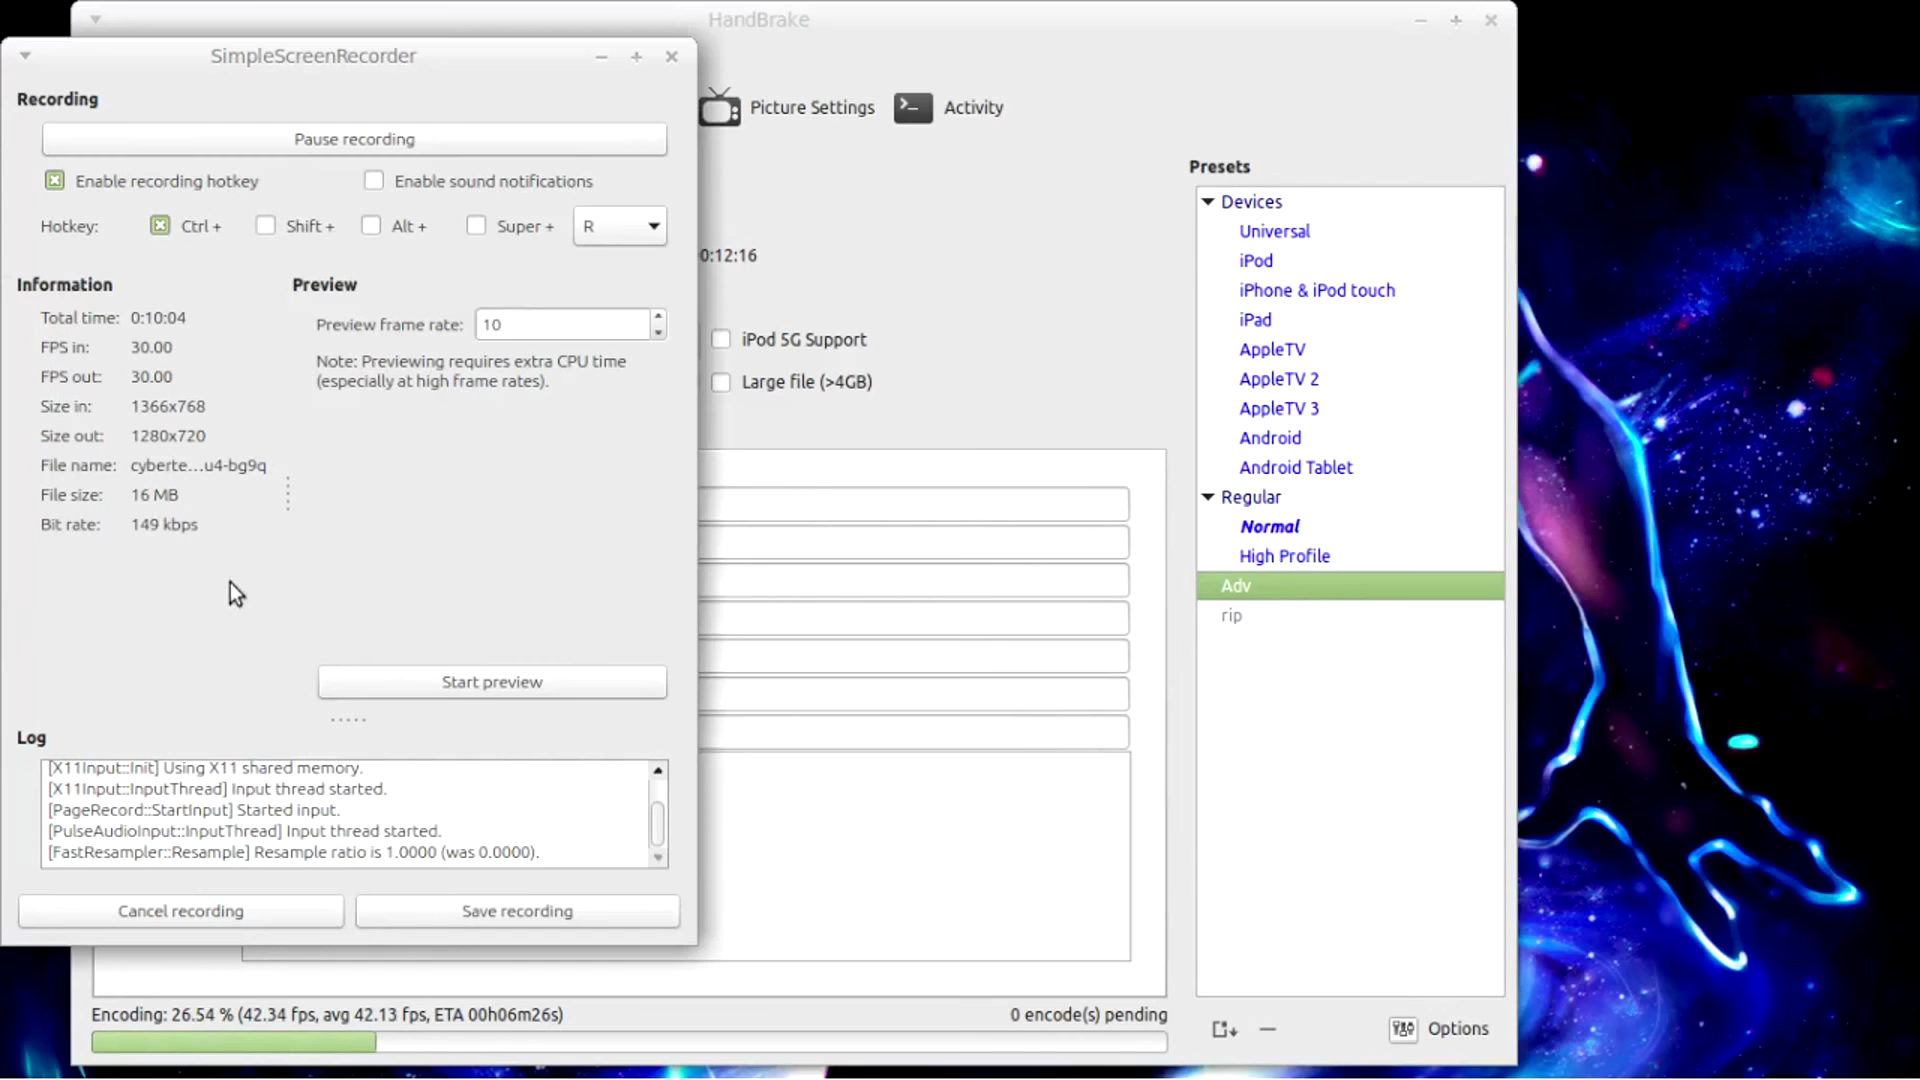 HandBrake
SimpleScreenRecorder
Recording
Pause recording
Enable recording hotkey
Enable sound notifications
Hotkey:
Ctrl +
Shift +
Alt +
Super +
R
Information
Total time: 0:10:04
FPS in: 30.00
FPS out: 30.00
Size in: 1366x768
Size out: 1280x720
File name: cyberte...u4-bg9q
File size: 16 MB
Bit rate: 149 kbps
Preview
Preview frame rate: 10
Note: Previewing requires extra CPU time
(especially at high frame rates).
Start preview
Log
[X11Input::Init] Using X11 shared memory.
[X11Input::InputThread] Input thread started.
[PageRecord::StartInput] Started input.
[PulseAudioInput::InputThread] Input thread started.
[FastResampler::Resample] Resample ratio is 1.0000 (was 0.0000).
Cancel recording
Save recording
Picture Settings
Activity
0:12:16
iPod 5G Support
Large file (>4GB)
Presets
Devices
Universal
iPod
iPhone & iPod touch
iPad
AppleTV
AppleTV 2
AppleTV 3
Android
Android Tablet
Regular
Normal
High Profile
Adv
rip
Encoding: 26.54 % (42.34 fps, avg 42.13 fps, ETA 00h06m26s)
0 encode(s) pending
Options